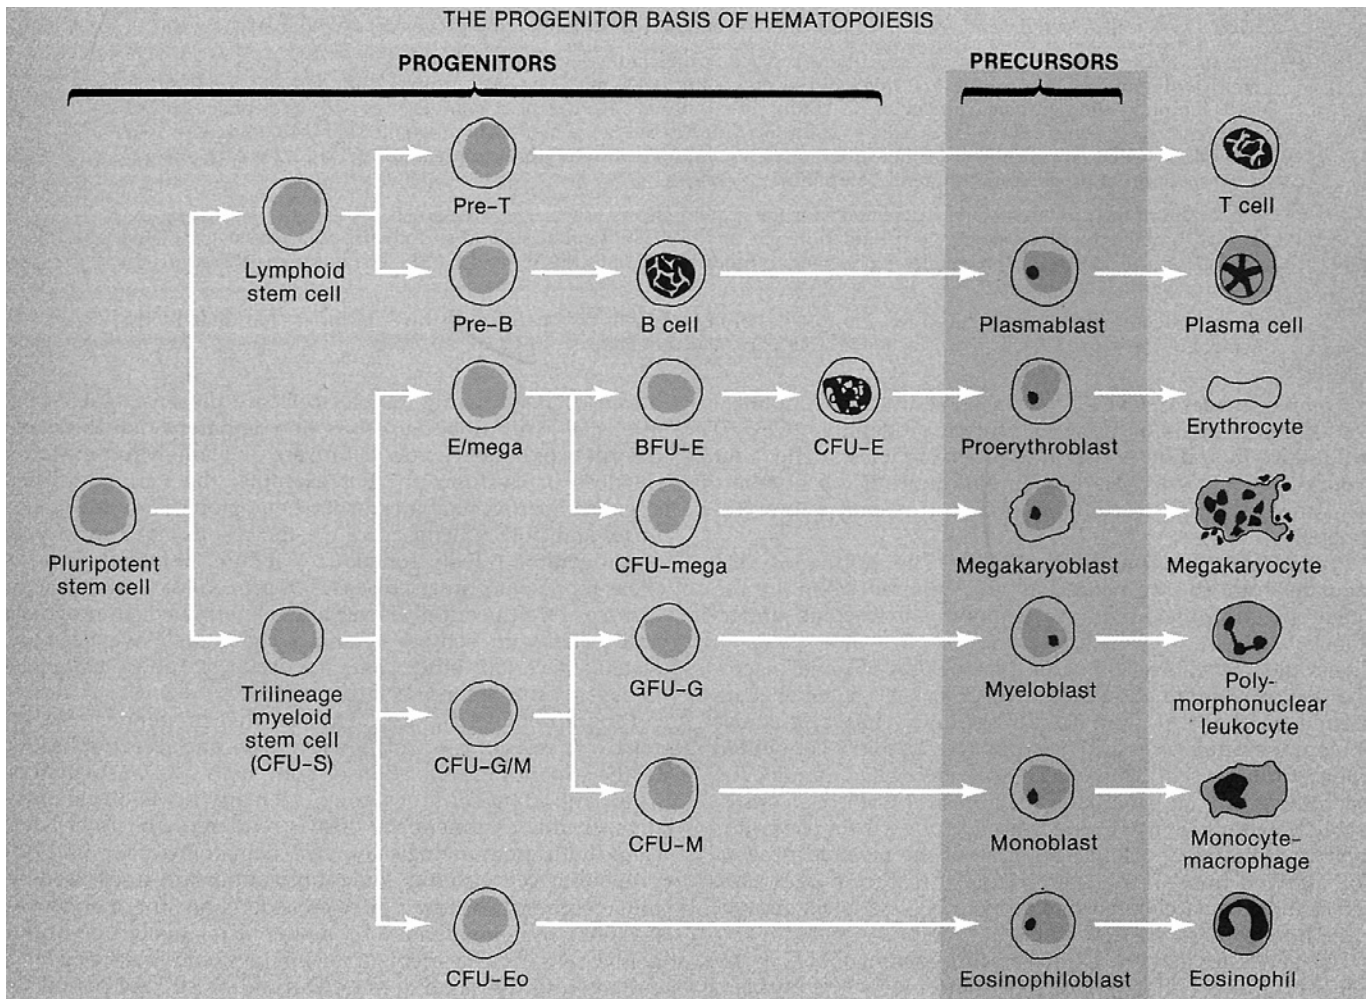 THE PROGENITOR BASIS OF HEMATOPOIESIS
PROGENITORS
PRECURSORS
Pre-T
T cell
Lymphoid
stem cell
Pre-B
B cell
Plasmablast
Plasma cell
E/mega
BFU-E
CFU-E
Proerythroblast
Erythrocyte
Pluripotent
stem cell
CFU-mega
Megakaryoblast
Megakaryocyte
Trilineage
myeloid
stem cell
(CFU-S)
GFU-G
Myeloblast
Poly-
morphonuclear
leukocyte
CFU-G/M
CFU-M
Monoblast
Monocyte-
macrophage
CFU-Eo
Eosinophiloblast
Eosinophil